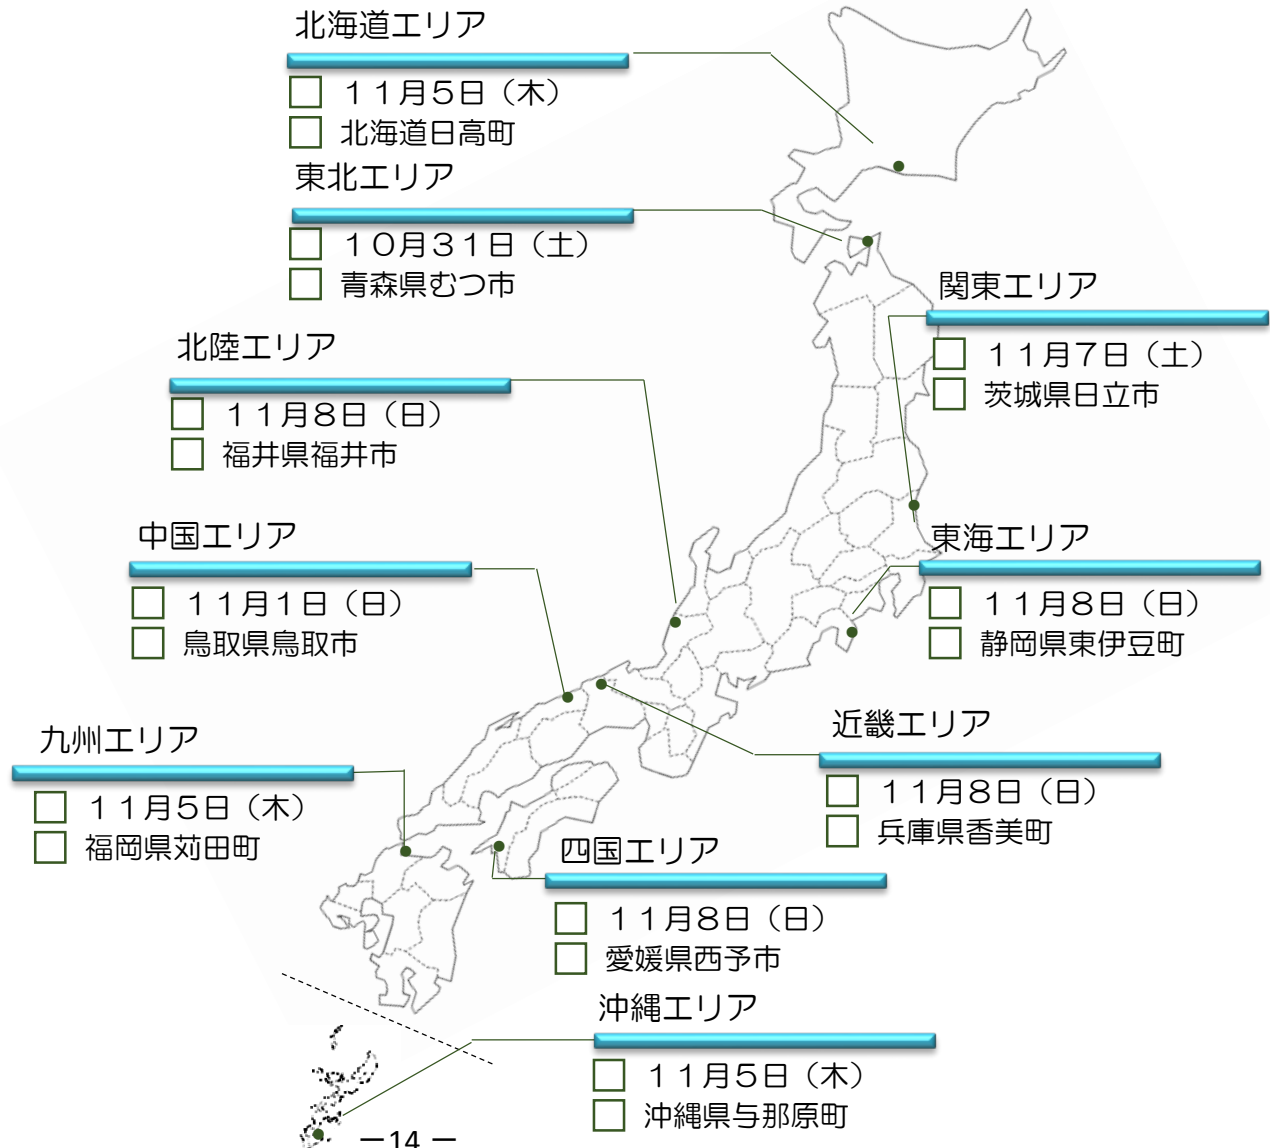 北海道エリア
１１月５日（木）
北海道日高町
東北エリア
１０月３１日（土）
青森県むつ市
関東エリア
１１月７日（土）
茨城県日立市
北陸エリア
１１月８日（日）
福井県福井市
中国エリア
１１月１日（日）
鳥取県鳥取市
東海エリア
１１月８日（日）
静岡県東伊豆町
九州エリア
１１月５日（木）
福岡県苅田町
近畿エリア
１１月８日（日）
兵庫県香美町
四国エリア
１１月８日（日）
愛媛県西予市
沖縄エリア
１１月５日（木）
沖縄県与那原町
－14 －